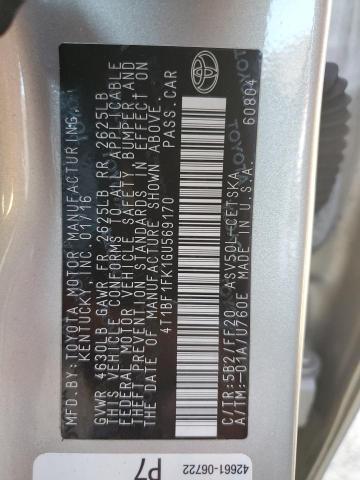 MFD.BY: TOYOTA MOTOR MANUFACTURING,
KENTUCKY, INC. 01/16
GVWR 4630LB GAWR FR 2625LB RR 2625LB
THIS VEHICLE CONFORMS TO ALL APPLICABLE
FEDERAL MOTOR VEHICLE SAFETY, BUMPER, AND
THEFT PREVENTION STANDARDS IN EFFECT ON
THE DATE OF MANUFACTURE SHOWN ABOVE.
4T1BF1FK1GU569170 PASS.CAR
C/TR:5B2/FF20 ASV50L-CETSKA
A/TM:-01A/U760E MADE IN U.S.A.
60804
TOYOTA
42661-06722
P7